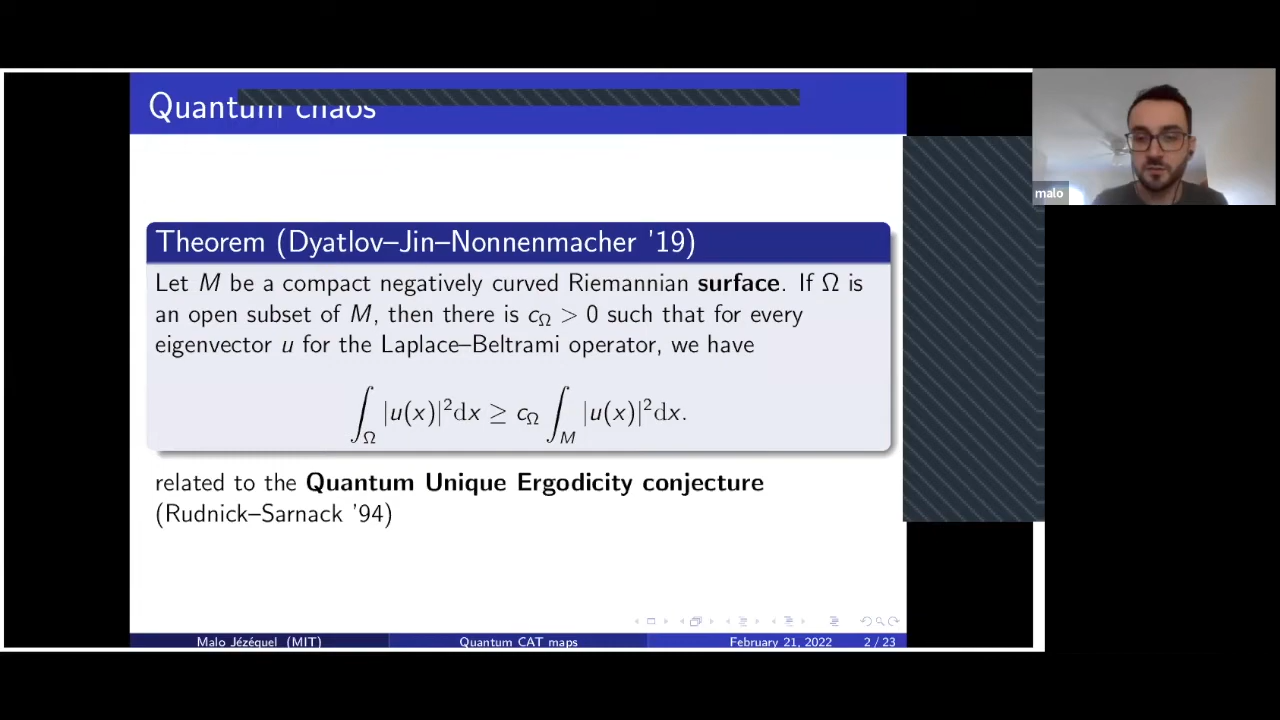 Quantum chaos
malo
Theorem (Dyatlov–Jin–Nonnenmacher '19)
Let M be a compact negatively curved Riemannian surface. If Ω is
an open subset of M, then there is c_Ω > 0 such that for every
eigenvector u for the Laplace–Beltrami operator, we have
∫_Ω |u(x)|²dx ≥ c_Ω ∫_M |u(x)|²dx.
related to the Quantum Unique Ergodicity conjecture
(Rudnick–Sarnack '94)
Malo Jézéquel (MIT) Quantum CAT maps February 21, 2022 2 / 23